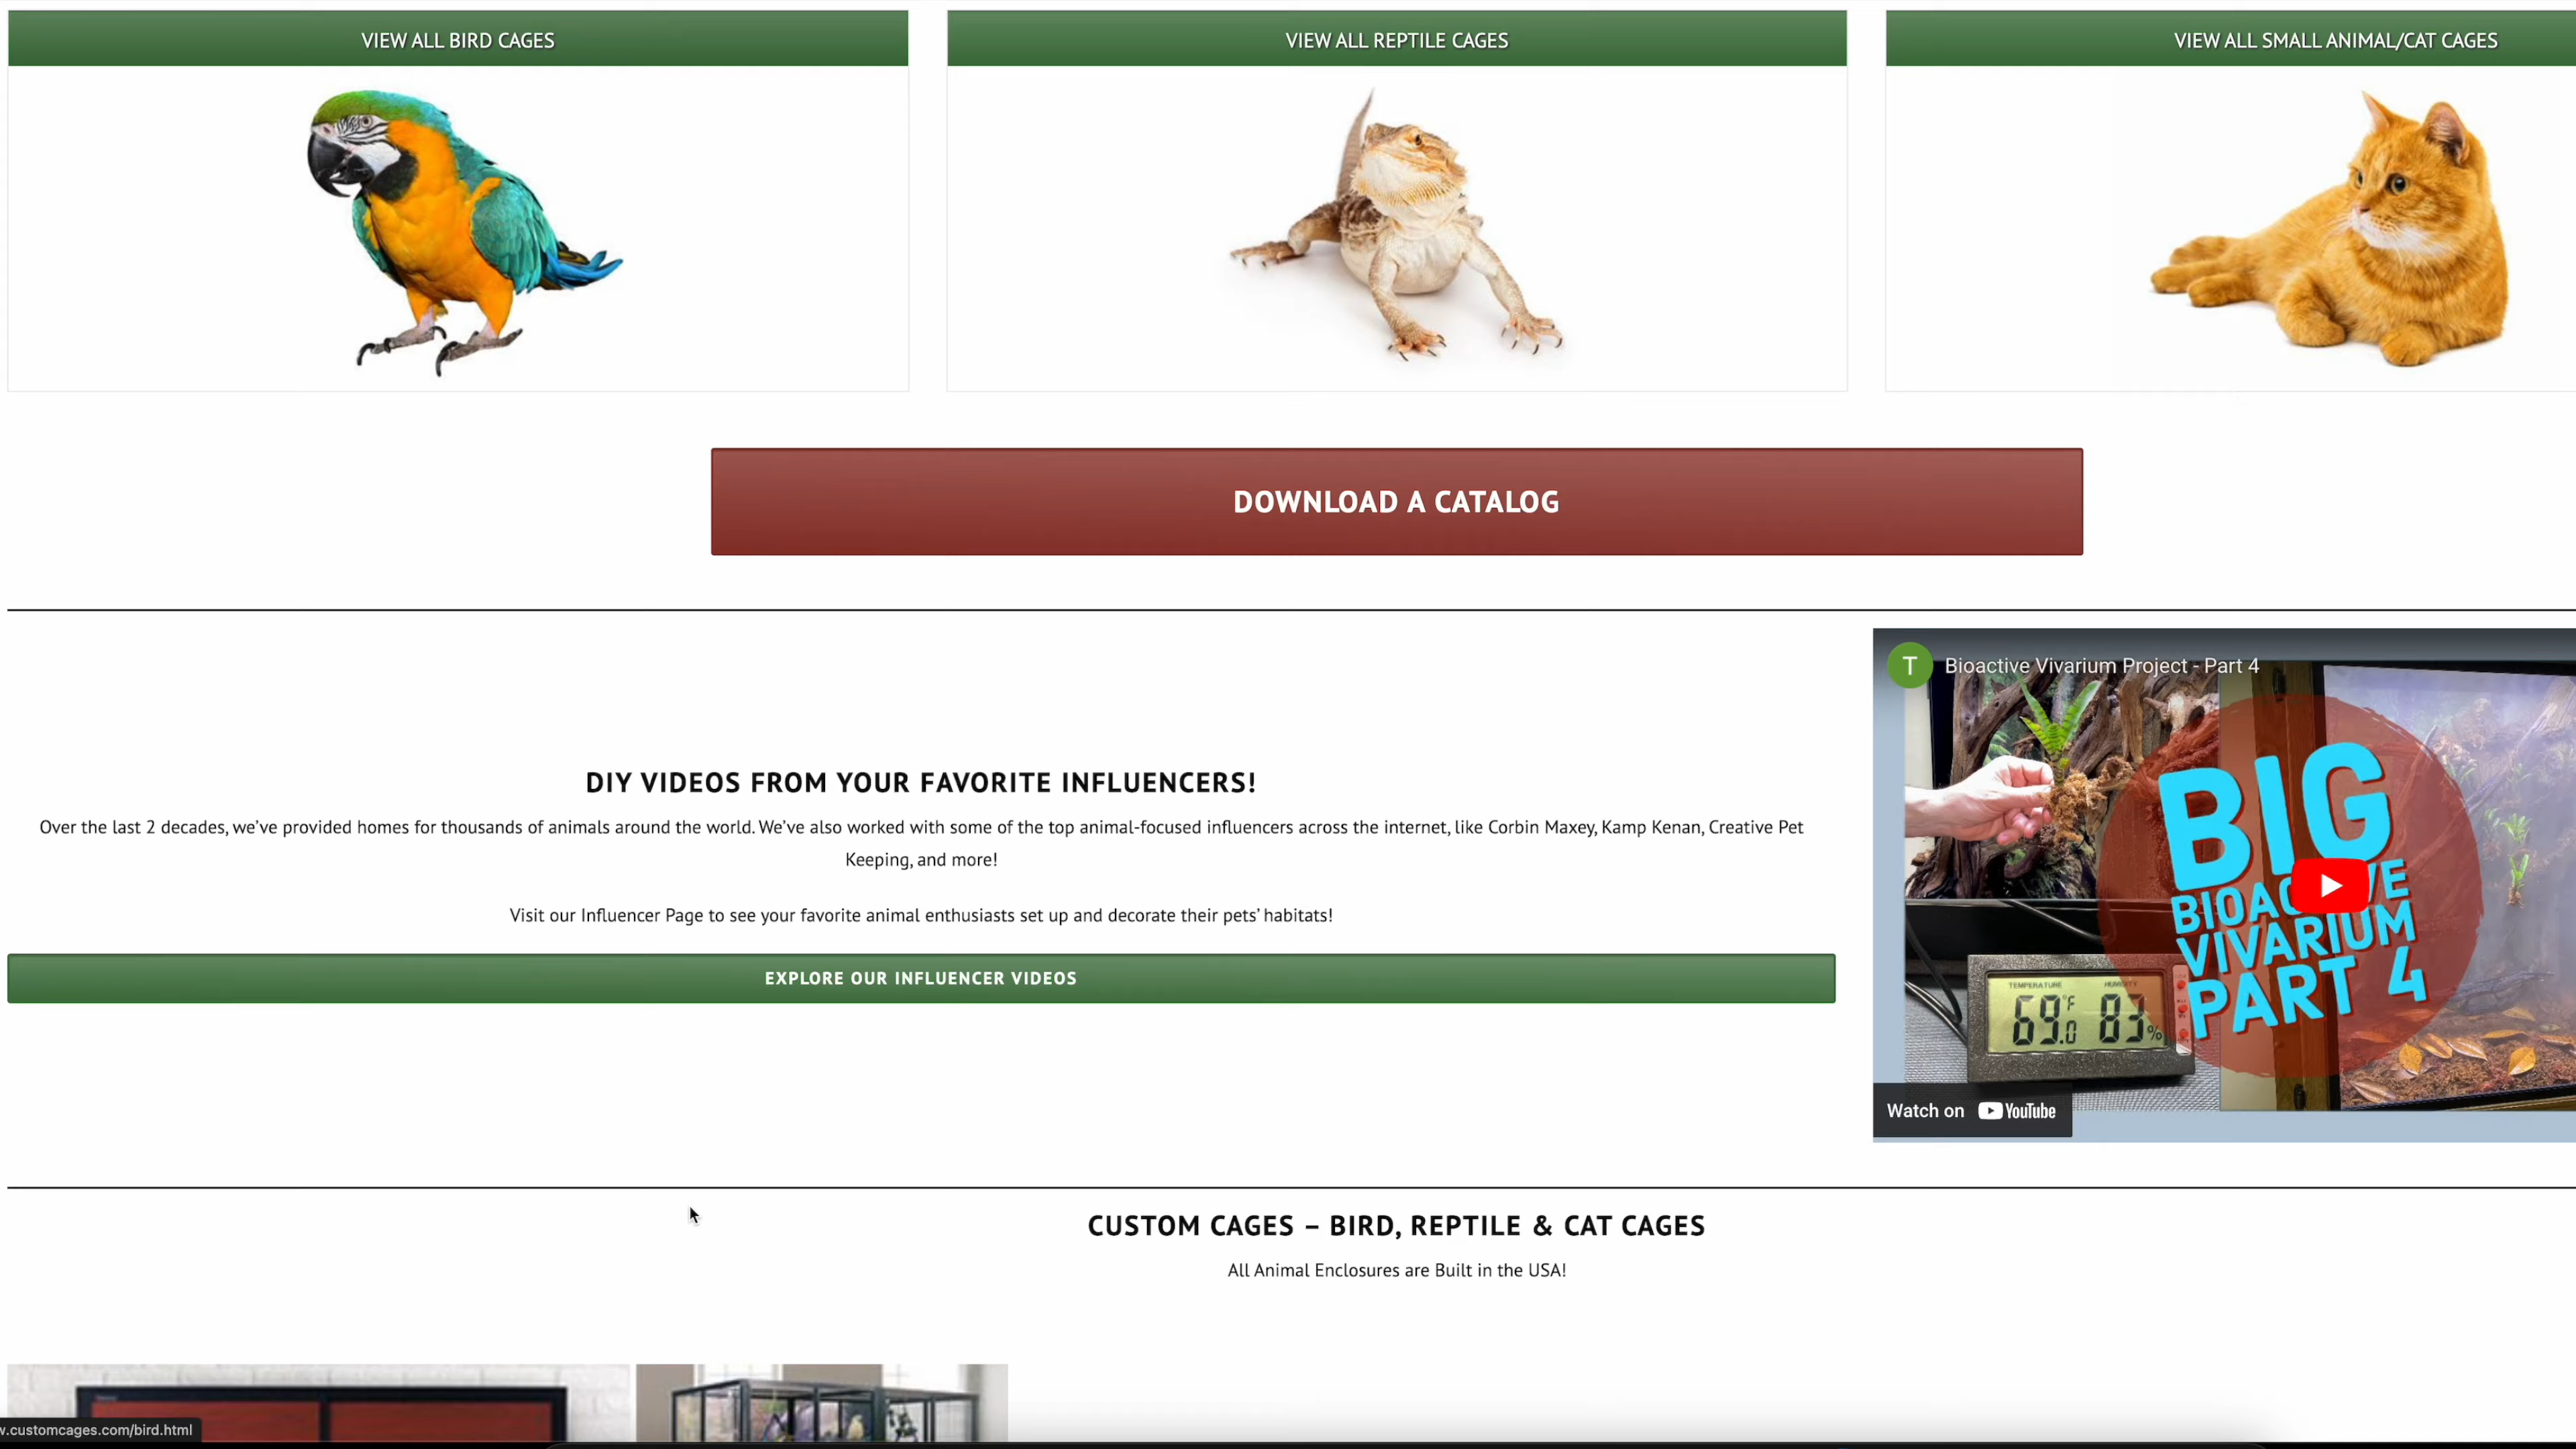 VIEW ALL BIRD CAGES
VIEW ALL REPTILE CAGES
VIEW ALL SMALL ANIMAL/CAT CAGES
DOWNLOAD A CATALOG
DIY VIDEOS FROM YOUR FAVORITE INFLUENCERS!
Over the last 2 decades, we've provided homes for thousands of animals around the world. We've also worked with some of the top animal-focused influencers across the internet, like Corbin Maxey, Kamp Kenan, Creative Pet
Keeping, and more!
Visit our Influencer Page to see your favorite animal enthusiasts set up and decorate their pets' habitats!
EXPLORE OUR INFLUENCER VIDEOS
T Bioactive Vivarium Project - Part 4
BIG
VIVARIUM
PART 4
TEMPERATURE HUMIDITY
69.0 °F 83 %
Watch on YouTube
CUSTOM CAGES – BIRD, REPTILE & CAT CAGES
All Animal Enclosures are Built in the USA!
.customcages.com/bird.html